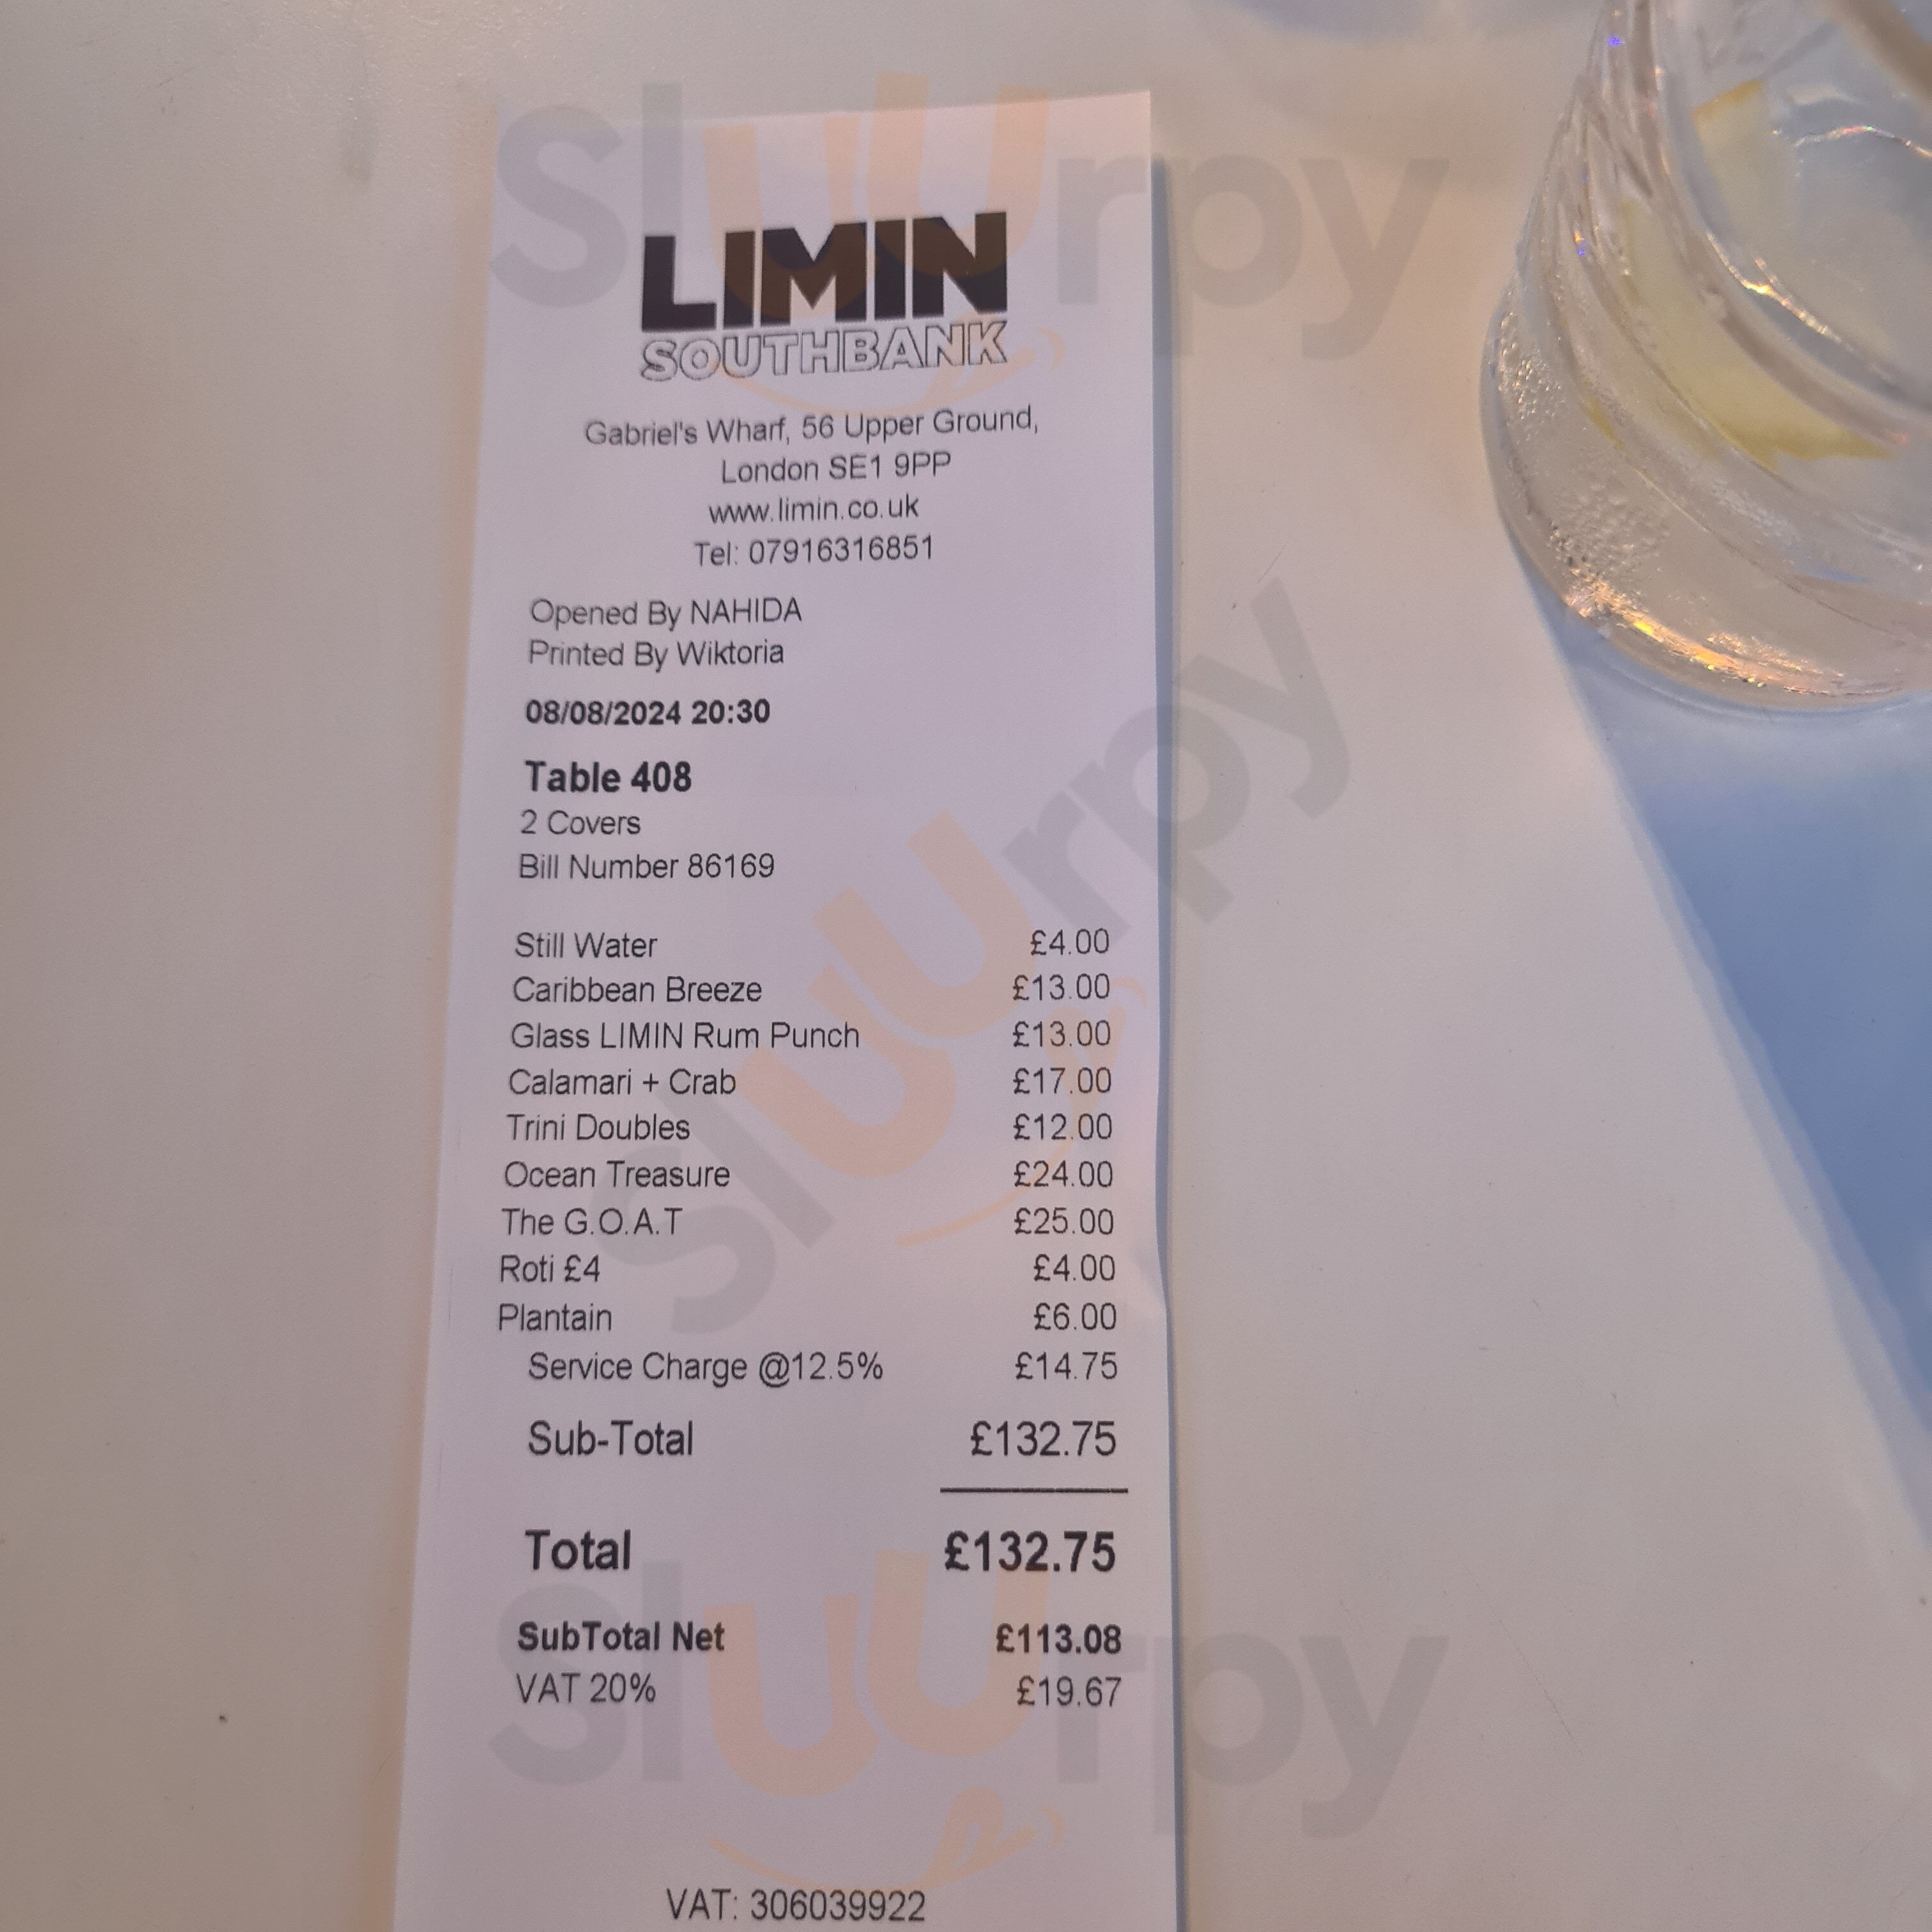 Sluurpy
LIMIN
SOUTHBANK
Gabriel's Wharf, 56 Upper Ground,
London SE1 9PP
www.limin.co.uk
Tel: 07916316851
Opened By NAHIDA
Printed By Wiktoria
08/08/2024 20:30
Table 408
2 Covers
Bill Number 86169
Sluurpy
Still Water £4.00
Caribbean Breeze £13.00
Glass LIMIN Rum Punch £13.00
Calamari + Crab £17.00
Trini Doubles £12.00
Ocean Treasure £24.00
The G.O.A.T £25.00
Roti £4 £4.00
Plantain £6.00
Service Charge @12.5% £14.75
Sub-Total £132.75
Total £132.75
SubTotal Net £113.08
VAT 20% £19.67
Sluurpy
VAT: 306039922